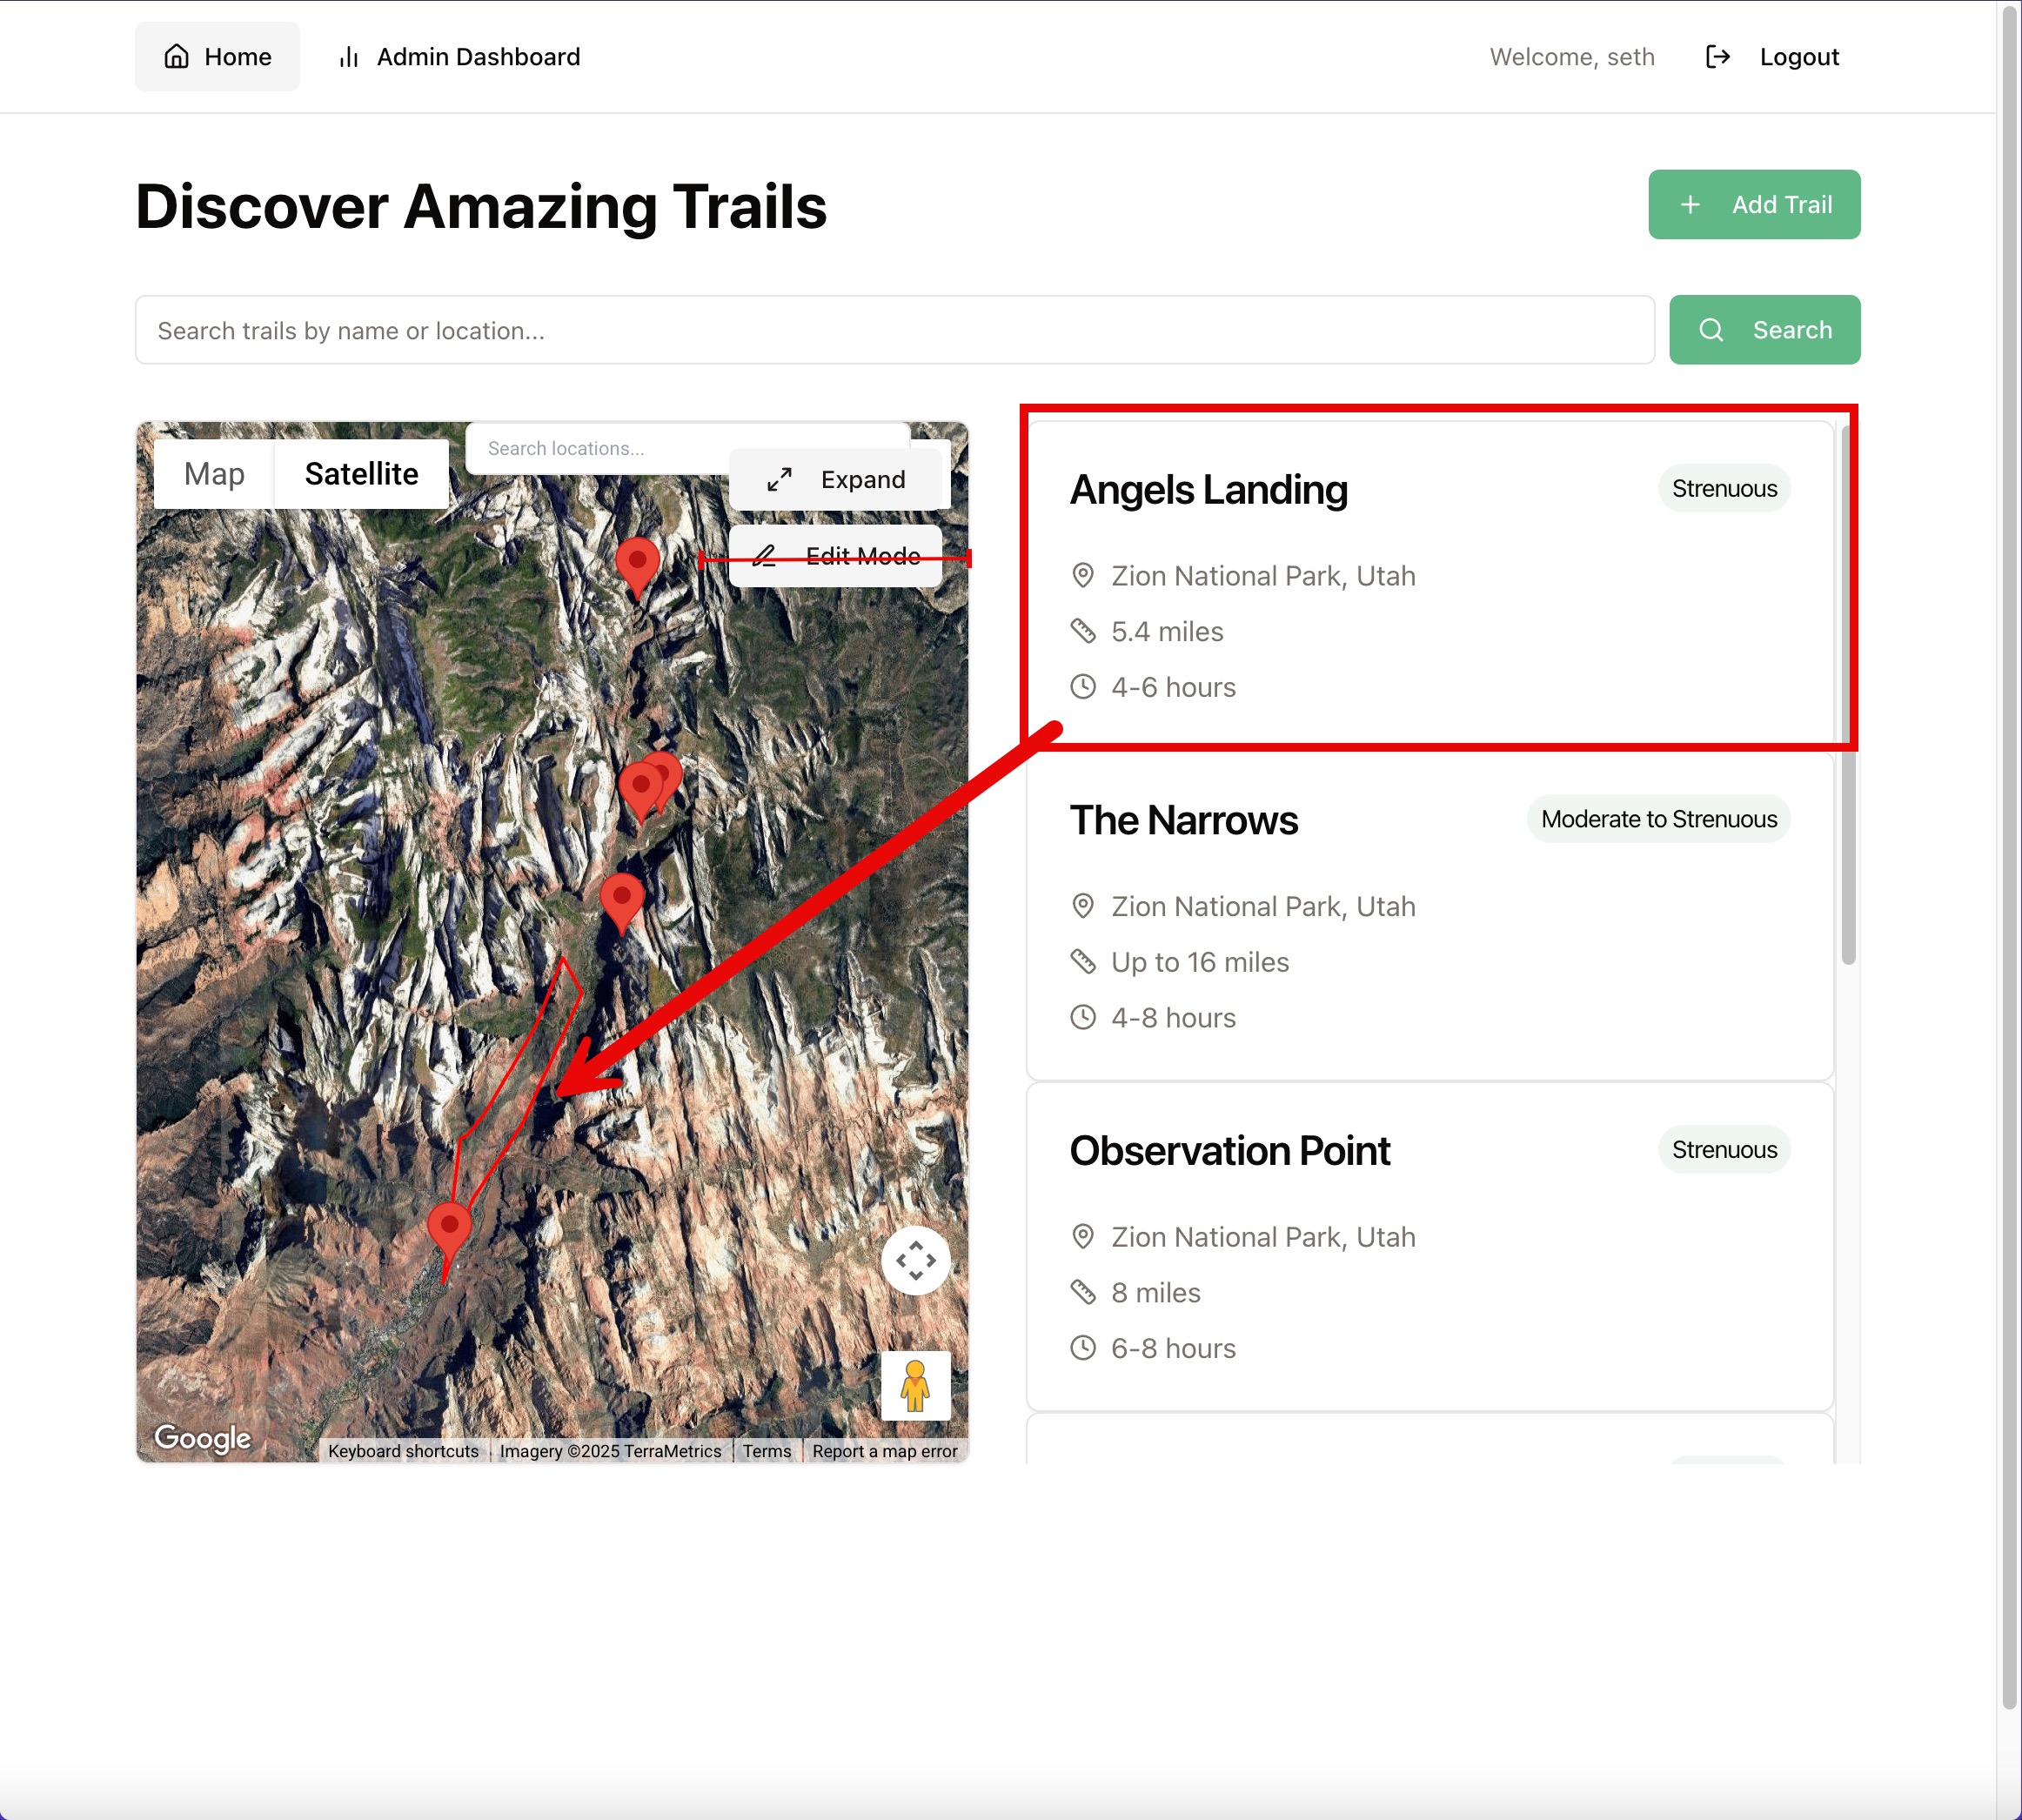 Home
Admin Dashboard
Welcome, seth
Logout
Discover Amazing Trails
Add Trail
Search trails by name or location...
Search
Map
Satellite
Search locations...
Expand
Edit Mode
Google
Keyboard shortcuts
Imagery ©2025 TerraMetrics
Terms
Report a map error
Angels Landing
Strenuous
Zion National Park, Utah
5.4 miles
4-6 hours
The Narrows
Moderate to Strenuous
Zion National Park, Utah
Up to 16 miles
4-8 hours
Observation Point
Strenuous
Zion National Park, Utah
8 miles
6-8 hours